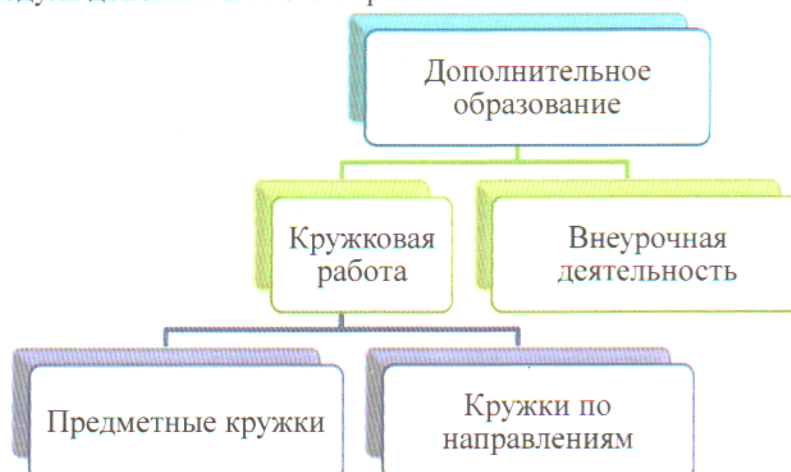 Дополнительное
образование
Кружковая
работа
Внеурочная
деятельность
Предметные кружки
Кружки по
направлениям